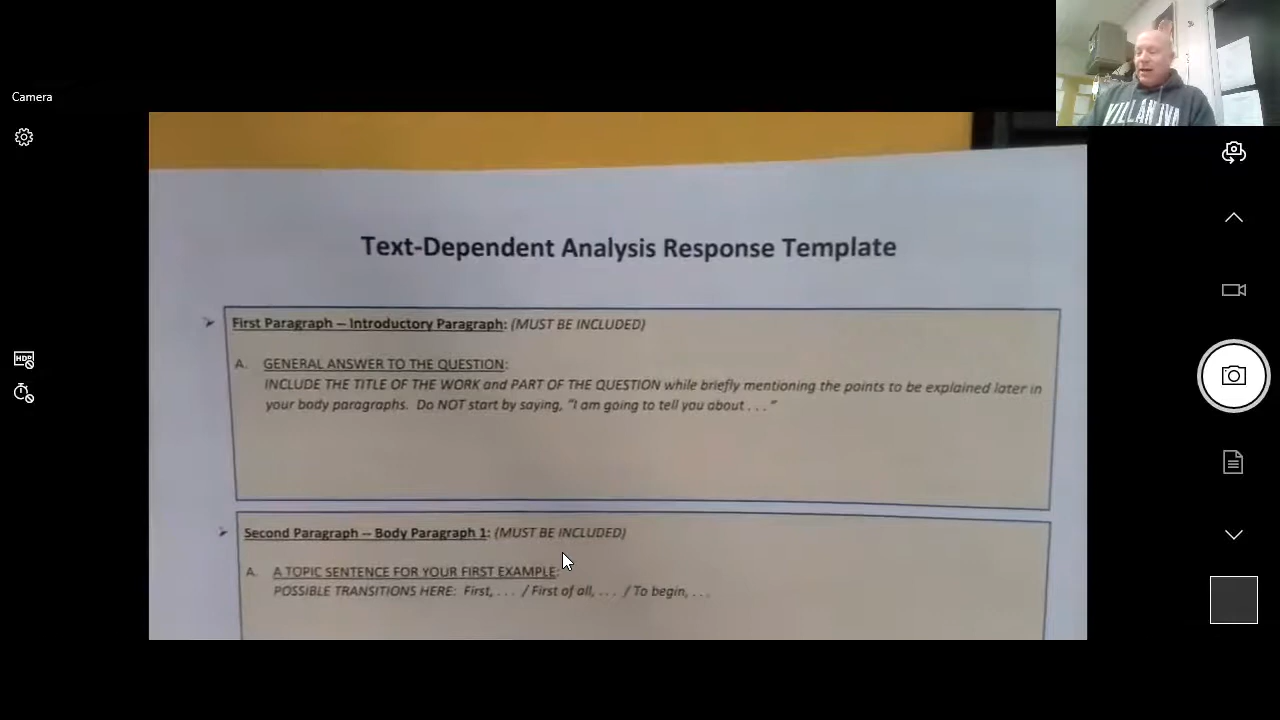 Camera
VILLANOVA
Text-Dependent Analysis Response Template
First Paragraph – Introductory Paragraph: (MUST BE INCLUDED)
A. GENERAL ANSWER TO THE QUESTION:
INCLUDE THE TITLE OF THE WORK and PART OF THE QUESTION while briefly mentioning the points to be explained later in
your body paragraphs. Do NOT start by saying, "I am going to tell you about . . . "
Second Paragraph – Body Paragraph 1: (MUST BE INCLUDED)
A. A TOPIC SENTENCE FOR YOUR FIRST EXAMPLE:
POSSIBLE TRANSITIONS HERE: First, . . . / First of all, . . . / To begin, . . .
HDR